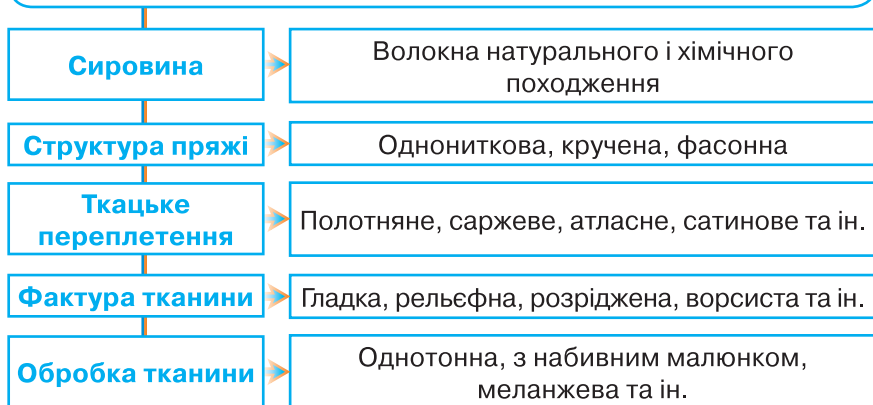 Сировина
Волокна натурального і хімічного
походження
Структура пряжі
Однониткова, кручена, фасонна
Ткацьке
переплетення
Полотняне, саржеве, атласне, сатинове та ін.
Фактура тканини
Гладка, рельєфна, розріджена, ворсиста та ін.
Обробка тканини
Однотонна, з набивним малюнком,
меланжева та ін.